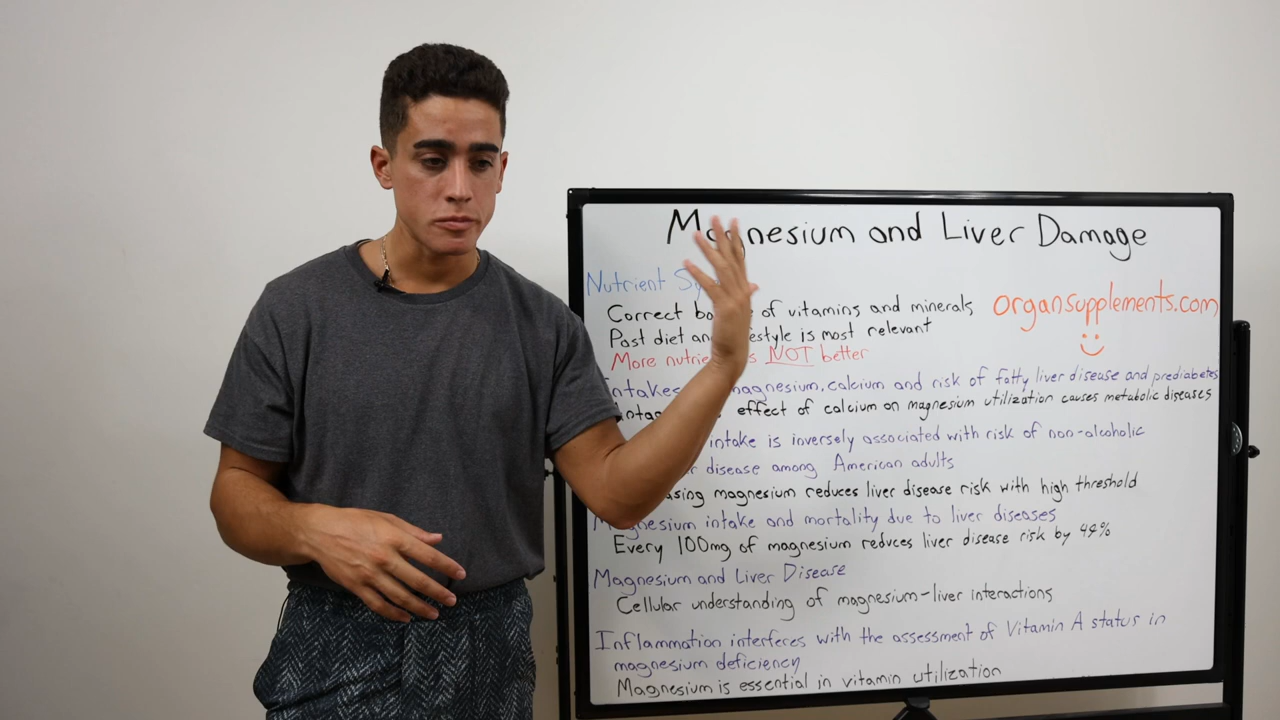 Magnesium and Liver Damage
Nutrient
Correct of vitamins and minerals
organsupplements.com
Past diet is most relevant
More NOT better
magnesium, calcium and risk of fatty liver disease and prediabetes
effect of calcium on magnesium utilization causes metabolic diseases
intake is inversely associated with risk of non-alcoholic
disease among American adults
magnesium reduces liver disease risk with high threshold
Magnesium intake and mortality due to liver diseases
Every 100mg of magnesium reduces liver disease risk by 49%
Magnesium and Liver Disease
Cellular understanding of magnesium-liver interactions
Inflammation interferes with the assessment of Vitamin A status in
magnesium deficiency
Magnesium is essential in vitamin utilization